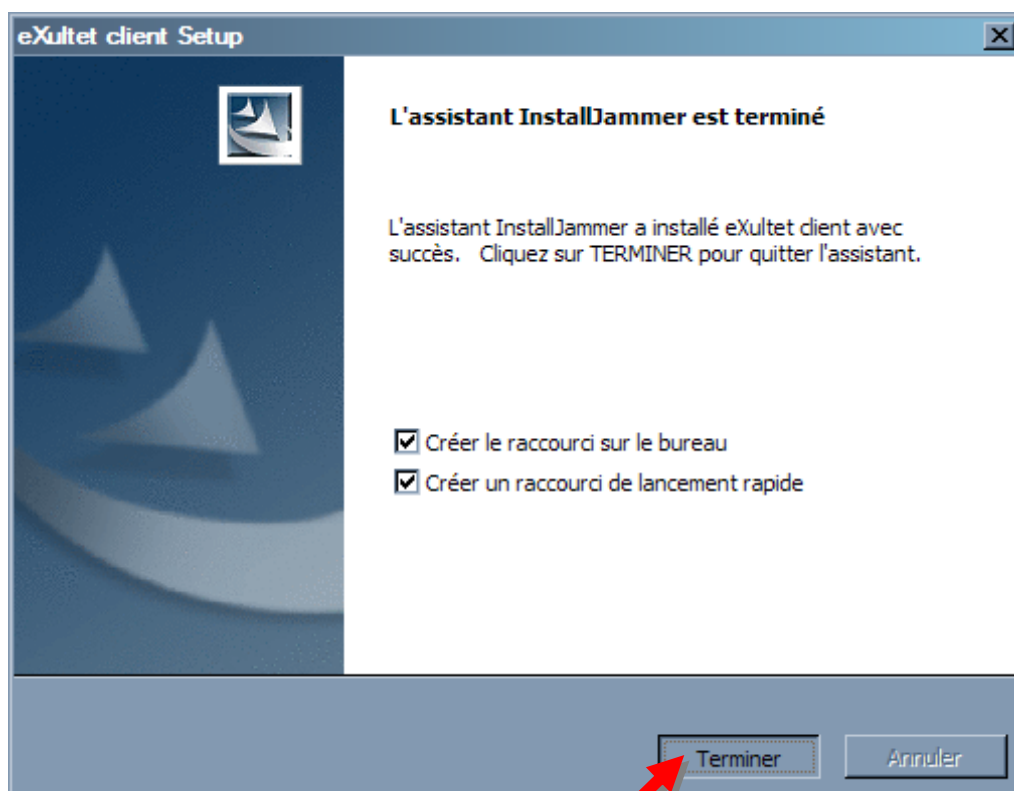 eXultet client Setup
L'assistant InstallJammer est terminé
L'assistant InstallJammer a installé eXultet client avec
succès.   Cliquez sur TERMINER pour quitter l'assistant.
Créer le raccourci sur le bureau
Créer un raccourci de lancement rapide
Terminer
Annuler